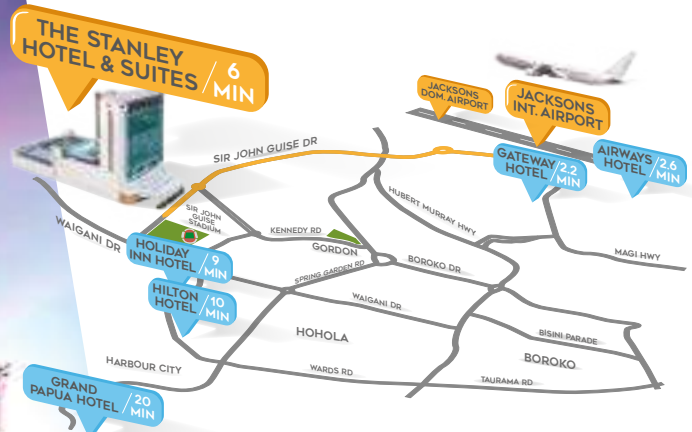 THE STANLEY
HOTEL & SUITES / 6
MIN
JACKSONS
DOM. AIRPORT
JACKSONS
INT. AIRPORT
SIR JOHN GUISE DR
GATEWAY
HOTEL / 2.2
MIN
AIRWAYS
HOTEL / 2.6
MIN
HUBERT MURRAY HWY
SIR JOHN
GUISE
STADIUM
WAIGANI DR
KENNEDY RD
GORDON
MAGI HWY
HOLIDAY
INN HOTEL / 9
MIN
SPRING GARDEN RD
BOROKO DR
HILTON
HOTEL / 10
MIN
WAIGANI DR
HOHOLA
BISINI PARADE
BOROKO
HARBOUR CITY
WARDS RD
TAURAMA RD
GRAND
PAPUA HOTEL / 20
MIN